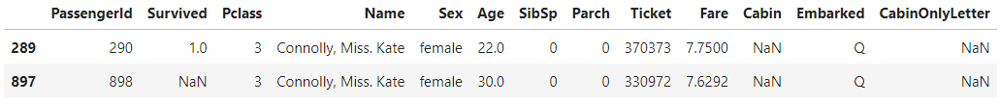 PassengerId Survived Pclass Name Sex Age SibSp Parch Ticket Fare Cabin Embarked CabinOnlyLetter
289 290 1.0 3 Connolly, Miss. Kate female 22.0 0 0 370373 7.7500 NaN Q NaN
897 898 NaN 3 Connolly, Miss. Kate female 30.0 0 0 330972 7.6292 NaN Q NaN